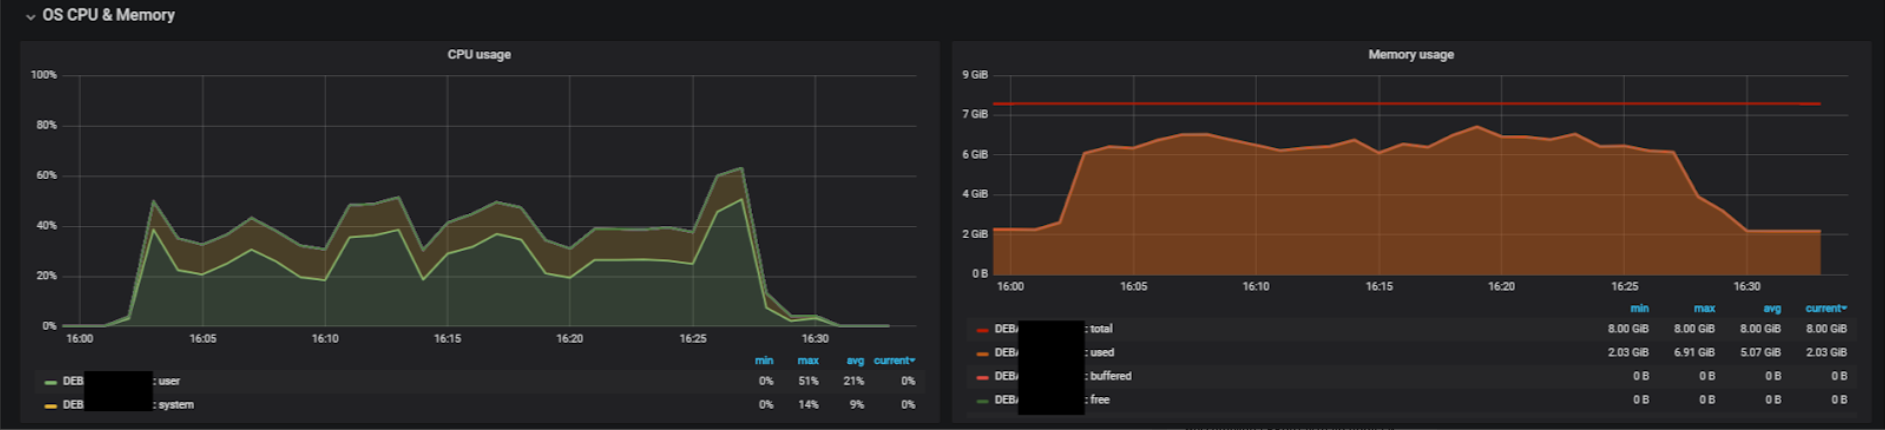 OS CPU & Memory
CPU usage
100%
80%
60%
40%
20%
0%
16:00 16:05 16:10 16:15 16:20 16:25 16:30
min max avg current
DEB : user 0% 51% 21% 0%
DEB : system 0% 14% 9% 0%
Memory usage
9 GiB
7 GiB
6 GiB
4 GiB
2 GiB
0 B
16:00 16:05 16:10 16:15 16:20 16:25 16:30
min max avg current
DEBA : total 8.00 GiB 8.00 GiB 8.00 GiB 8.00 GiB
DEBA : used 2.03 GiB 6.91 GiB 5.07 GiB 2.03 GiB
DEBA : buffered 0 B 0 B 0 B 0 B
DEBA : free 0 B 0 B 0 B 0 B